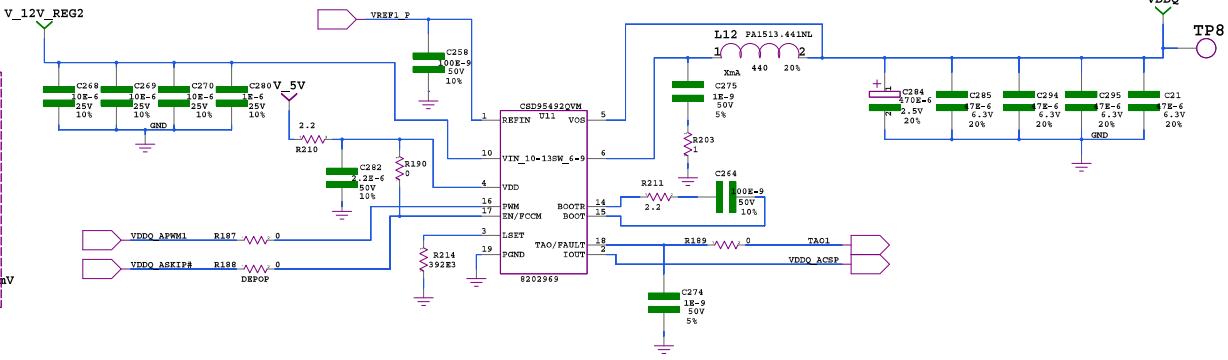 V_12V_REG2
VREF1_P
VDDQ
TP8
C258
100E-9
50V
10%
L12 PA1513.441NL
1 2
XmA 440 20%
C268
10E-6
25V
10%
C269
10E-6
25V
10%
C270
10E-6
25V
10%
C280
1E-6
25V
10%
GND
V_5V
2.2
R210
C282
2.2E-6
50V
10%
R190
0
CSD95492QVM
U11
1 REFIN
VOS 5
10 VIN_10-13
SW_6-9 6
4 VDD
16 PWM
17 EN/FCCM
BOOTR 14
BOOT 15
3 LSET
19 PGND
TAO/FAULT 18
IOUT 2
8202969
C275
1E-9
50V
5%
R203
1
R211
2.2
C264
100E-9
50V
10%
+
1
2
C284
470E-6
2.5V
20%
C285
47E-6
6.3V
20%
C294
47E-6
6.3V
20%
C295
47E-6
6.3V
20%
C21
47E-6
6.3V
20%
GND
VDDQ_APWM1 R187 0
VDDQ_ASKIP# R188 0
DEPOP
R214
392E3
R189 0 TAO1
VDDQ_ACSP
C274
1E-9
50V
5%
mV